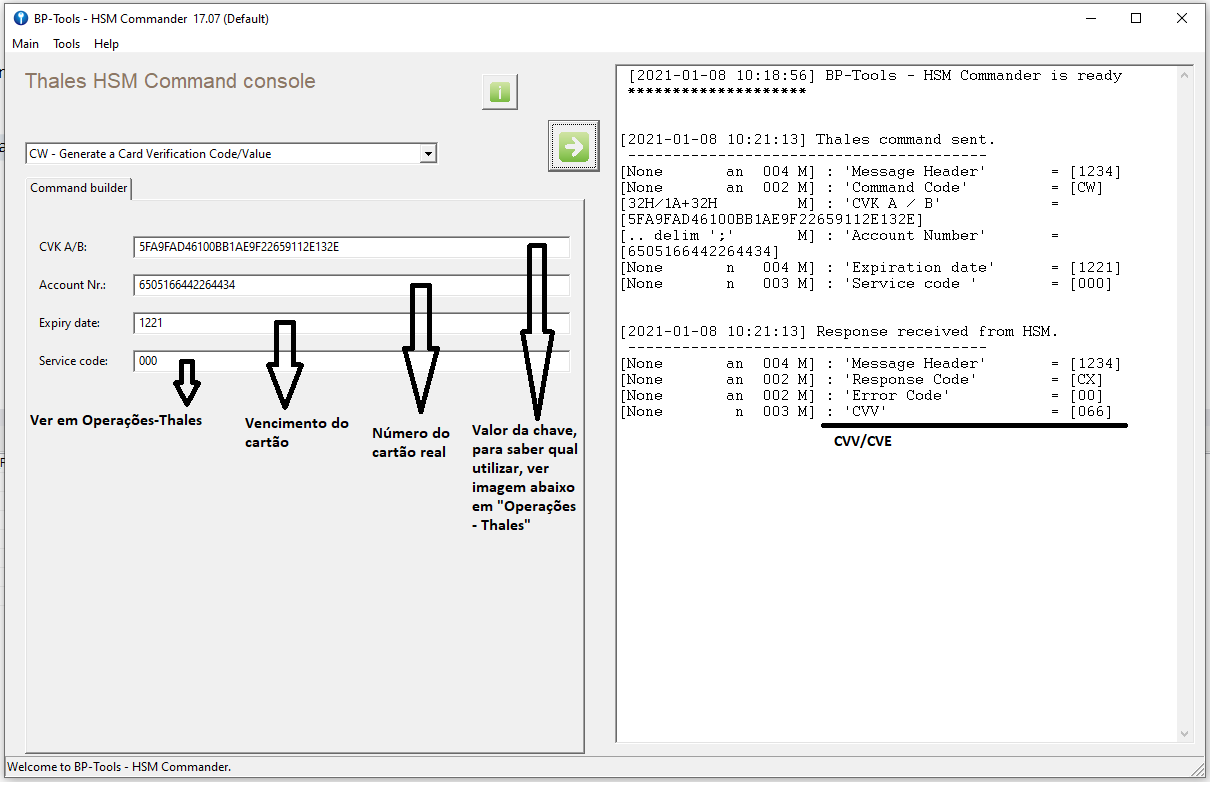 BP-Tools - HSM Commander 17.07 (Default)
Main Tools Help
Thales HSM Command console
CW - Generate a Card Verification Code/Value
Command builder
CVK A/B: 5FA9FAD46100BB1AE9F22659112E132E
Account Nr.: 6505166442264434
Expiry date: 1221
Service code: 000
Ver em Operações-Thales
Vencimento do
cartão
Número do
cartão real
Valor da chave,
para saber qual
utilizar, ver
imagem abaixo
em "Operações
- Thales"
[2021-01-08 10:18:56] BP-Tools - HSM Commander is ready
********************
[2021-01-08 10:21:13] Thales command sent.
----------------------------------------
[None an 004 M] : 'Message Header' = [1234]
[None an 002 M] : 'Command Code' = [CW]
[32H/1A+32H M] : 'CVK A / B' =
[5FA9FAD46100BB1AE9F22659112E132E]
[.. delim ';' M] : 'Account Number' =
[6505166442264434]
[None n 004 M] : 'Expiration date' = [1221]
[None n 003 M] : 'Service code ' = [000]
[2021-01-08 10:21:13] Response received from HSM.
----------------------------------------
[None an 004 M] : 'Message Header' = [1234]
[None an 002 M] : 'Response Code' = [CX]
[None an 002 M] : 'Error Code' = [00]
[None n 003 M] : 'CVV' = [066]
CVV/CVE
Welcome to BP-Tools - HSM Commander.